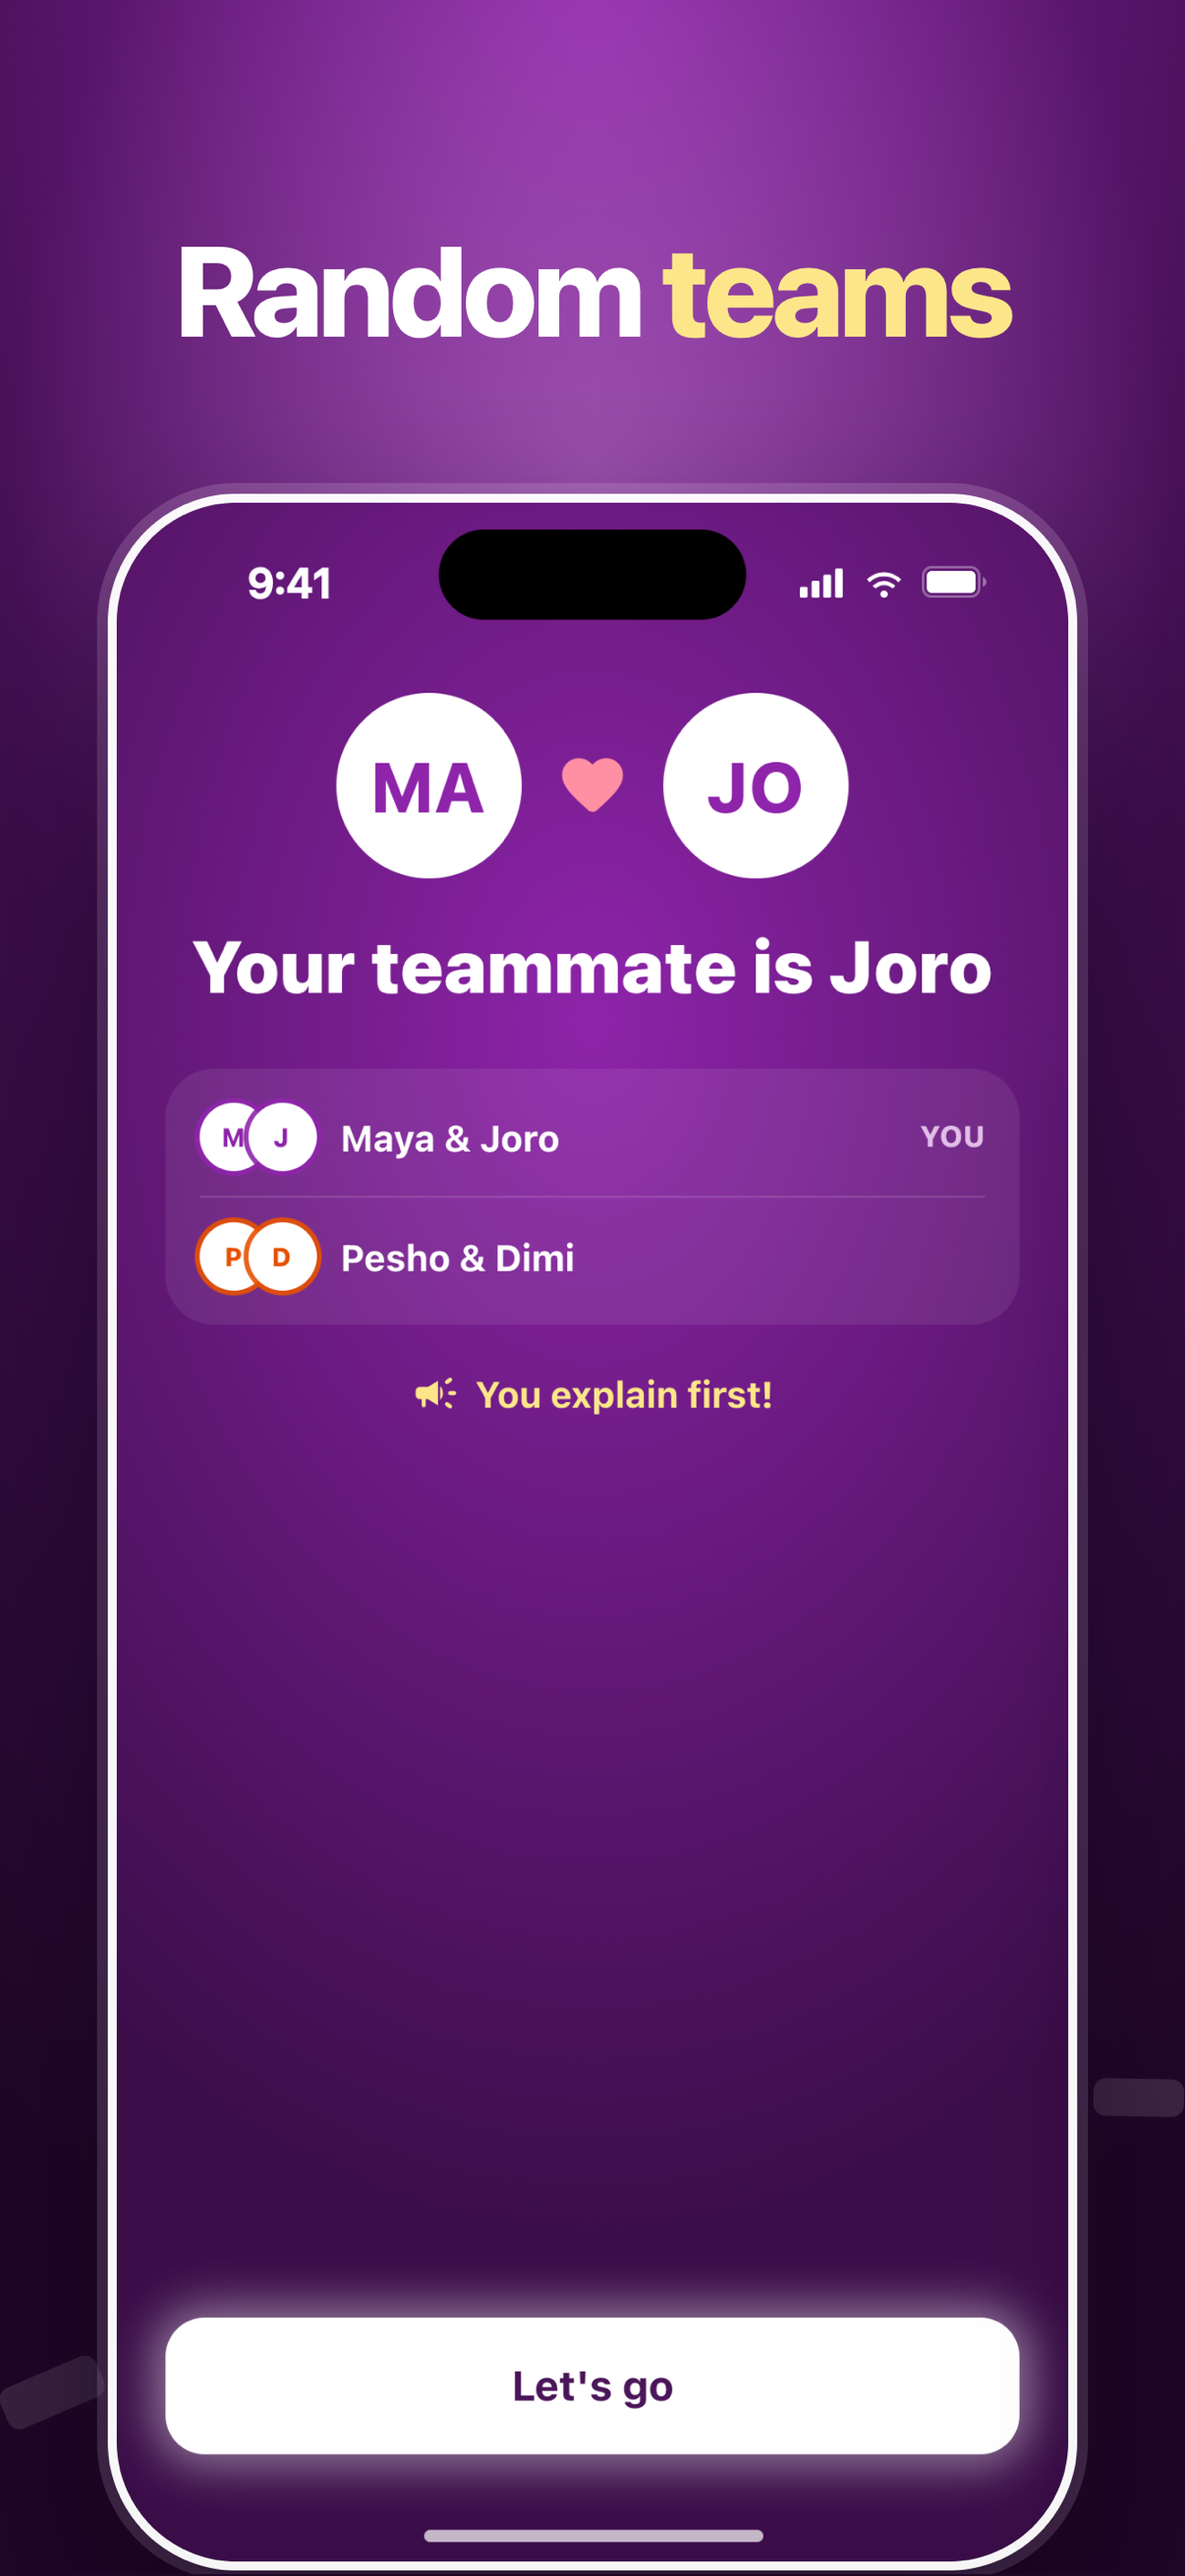 Random teams
9:41
MA JO
Your teammate is Joro
M J Maya & Joro YOU
P D Pesho & Dimi
You explain first!
Let's go